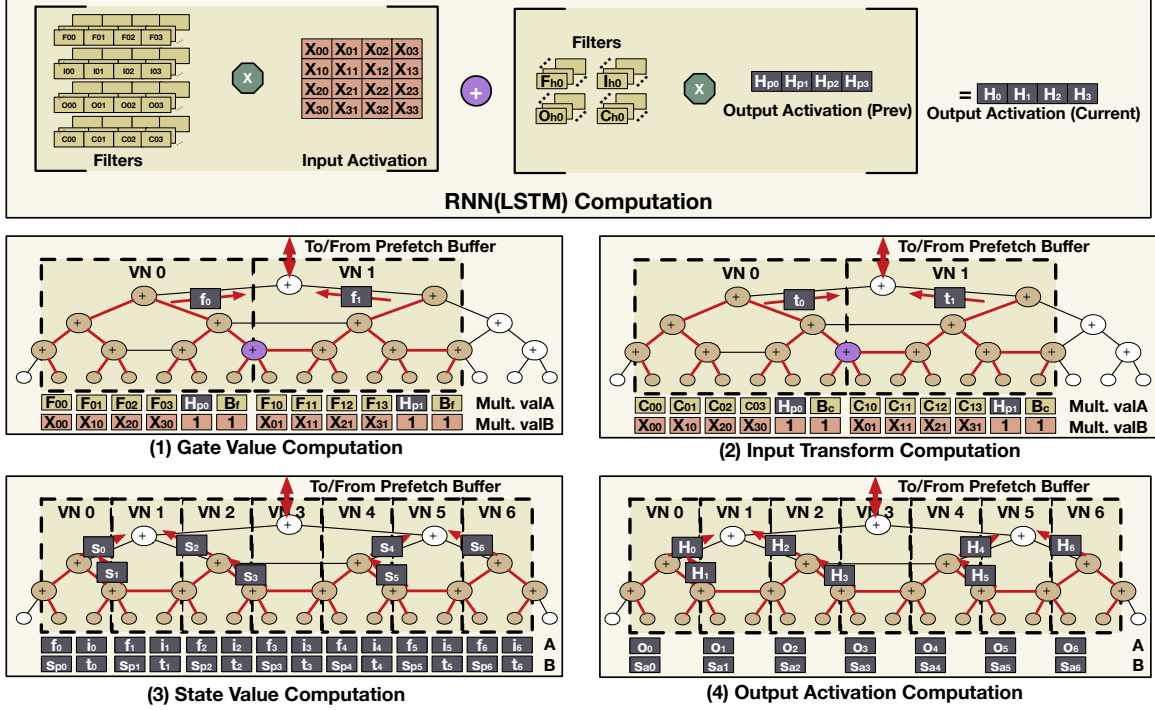 F00 F01 F02 F03
I00 I01 I02 I03
O00 O01 O02 O03
C00 C01 C02 C03
Filters
X
X00 X01 X02 X03
X10 X11 X12 X13
X20 X21 X22 X23
X30 X31 X32 X33
Input Activation
+
Filters
Fh0 Ih0
Oh0 Ch0
X
Hp0 Hp1 Hp2 Hp3
Output Activation (Prev)
= H0 H1 H2 H3
Output Activation (Current)
RNN(LSTM) Computation
To/From Prefetch Buffer
VN 0 VN 1
f0 f1
+ + +
+ + + +
+ + + + + + + +
F00 F01 F02 F03 Hp0 Bf F10 F11 F12 F13 Hp1 Bf Mult. valA
X00 X10 X20 X30 1 1 X01 X11 X21 X31 1 1 Mult. valB
(1) Gate Value Computation
To/From Prefetch Buffer
VN 0 VN 1
t0 t1
+ + +
+ + + +
+ + + + + + + +
C00 C01 C02 C03 Hp0 Bc C10 C11 C12 C13 Hp1 Bc Mult. valA
X00 X10 X20 X30 1 1 X01 X11 X21 X31 1 1 Mult. valB
(2) Input Transform Computation
To/From Prefetch Buffer
VN 0 VN 1 VN 2 VN 3 VN 4 VN 5 VN 6
+
s0 + s2 s4 + s6
+ s1 + s3 + s5 +
+ + + + + + + +
f0 i0 f1 i1 f2 i2 f3 i3 f4 i4 f5 i5 f6 i6 A
sp0 t0 sp1 t1 sp2 t2 sp3 t3 sp4 t4 sp5 t5 sp6 t6 B
(3) State Value Computation
To/From Prefetch Buffer
VN 0 VN 1 VN 2 VN 3 VN 4 VN 5 VN 6
+
H0 + H2 H4 + H6
+ H1 + H3 + H5 +
+ + + + + + + +
O0 O1 O2 O3 O4 O5 O6 A
sa0 sa1 sa2 sa3 sa4 sa5 sa6 B
(4) Output Activation Computation